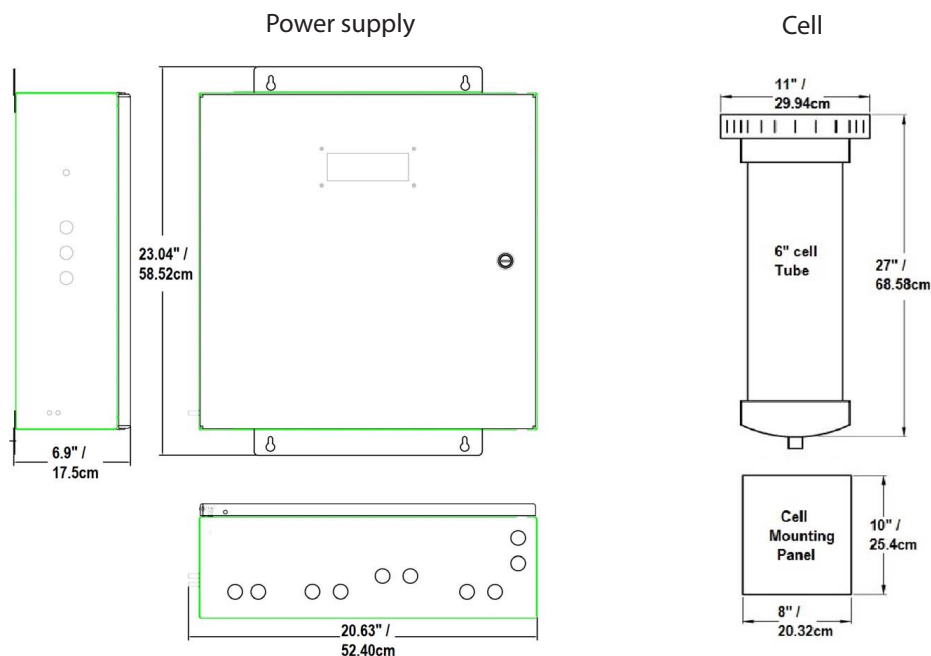 Power supply
Cell
23.04" /
58.52cm
6.9" /
17.5cm
20.63" /
52.40cm
11" /
29.94cm
6" cell
Tube
27" /
68.58cm
Cell
Mounting
Panel
10" /
25.4cm
8" /
20.32cm